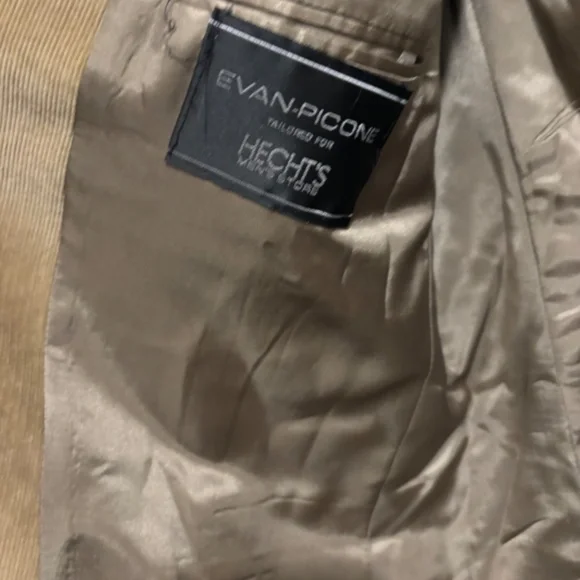 EVAN-PICONE
TAILORED FOR
HECHT'S
MEN'S STORE